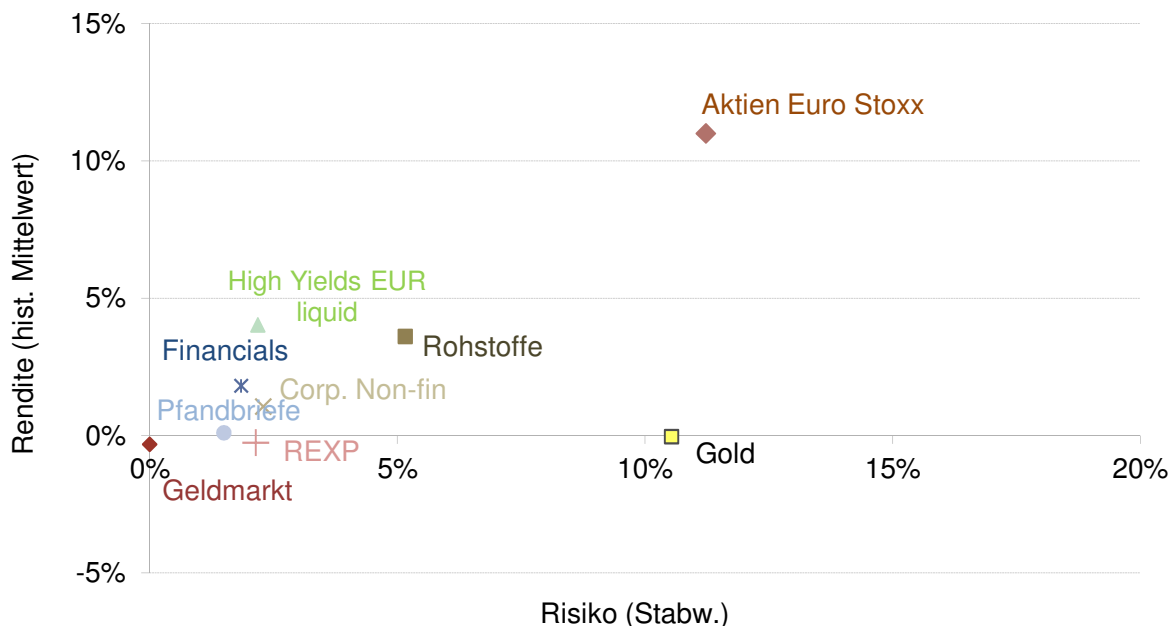 15%
Aktien Euro Stoxx
10%
High Yields EUR
liquid
5%
Rohstoffe
Financials
Corp. Non-fin
Pfandbriefe
0%
REXP
Gold
0%
5%
10%
15%
20%
Geldmarkt
-5%
Rendite (hist. Mittelwert)
Risiko (Stabw.)